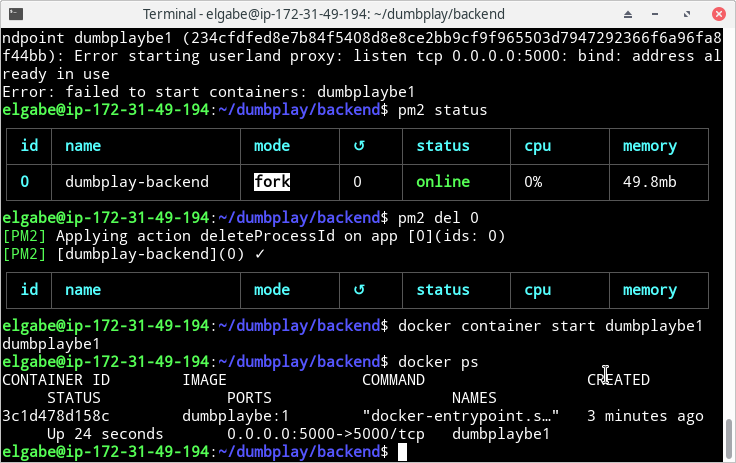 Terminal - elgabe@ip-172-31-49-194: ~/dumbplay/backend
ndpoint dumbplaybe1 (234cfdfed8e7b84f5408d8e8ce2bb9cf9f965503d7947292366f6a96fa8
f44bb): Error starting userland proxy: listen tcp 0.0.0.0:5000: bind: address al
ready in use
Error: failed to start containers: dumbplaybe1
elgabe@ip-172-31-49-194:~/dumbplay/backend$ pm2 status
id name mode ↺ status cpu memory
0 dumbplay-backend fork 0 online 0% 49.8mb
elgabe@ip-172-31-49-194:~/dumbplay/backend$ pm2 del 0
[PM2] Applying action deleteProcessId on app [0](ids: 0)
[PM2] [dumbplay-backend](0) ✓
id name mode ↺ status cpu memory
elgabe@ip-172-31-49-194:~/dumbplay/backend$ docker container start dumbplaybe1
dumbplaybe1
elgabe@ip-172-31-49-194:~/dumbplay/backend$ docker ps
CONTAINER ID IMAGE COMMAND CREATED
STATUS PORTS NAMES
3c1d478d158c dumbplaybe:1 "docker-entrypoint.s…" 3 minutes ago
Up 24 seconds 0.0.0.0:5000->5000/tcp dumbplaybe1
elgabe@ip-172-31-49-194:~/dumbplay/backend$